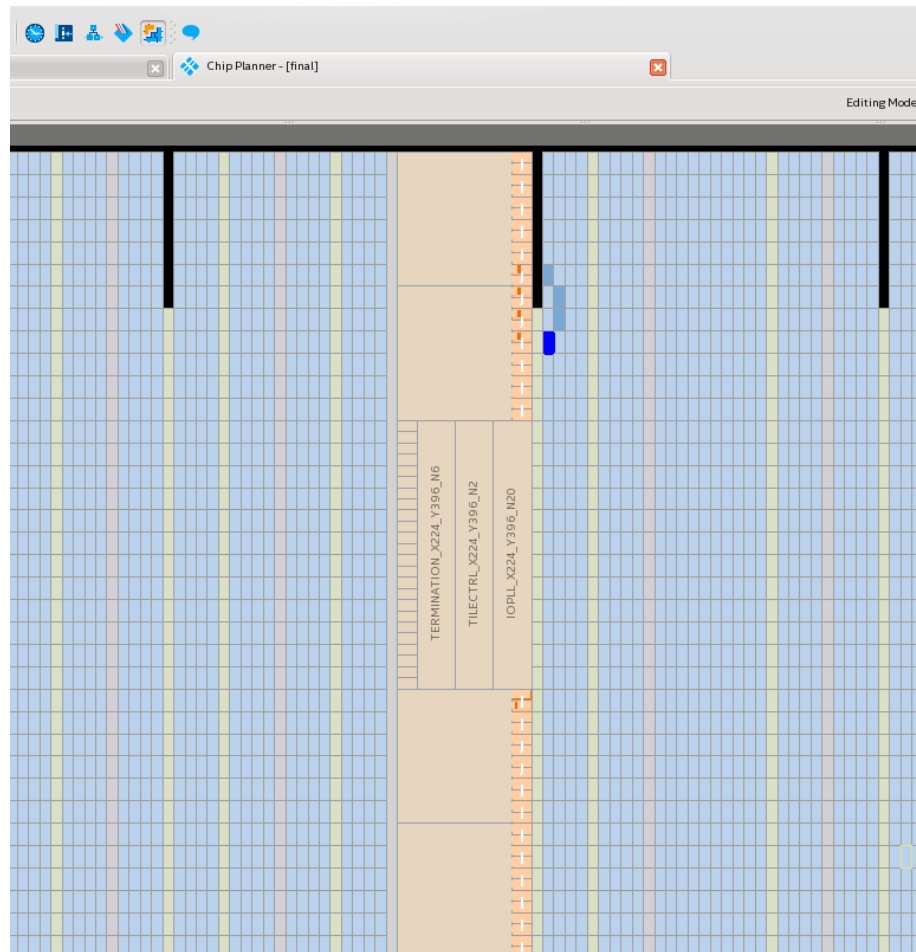 Chip Planner - [final]
Editing Mode
TERMINATION_X224_Y396_N6
TILECTRL_X224_Y396_N2
IOPLL_X224_Y396_N20